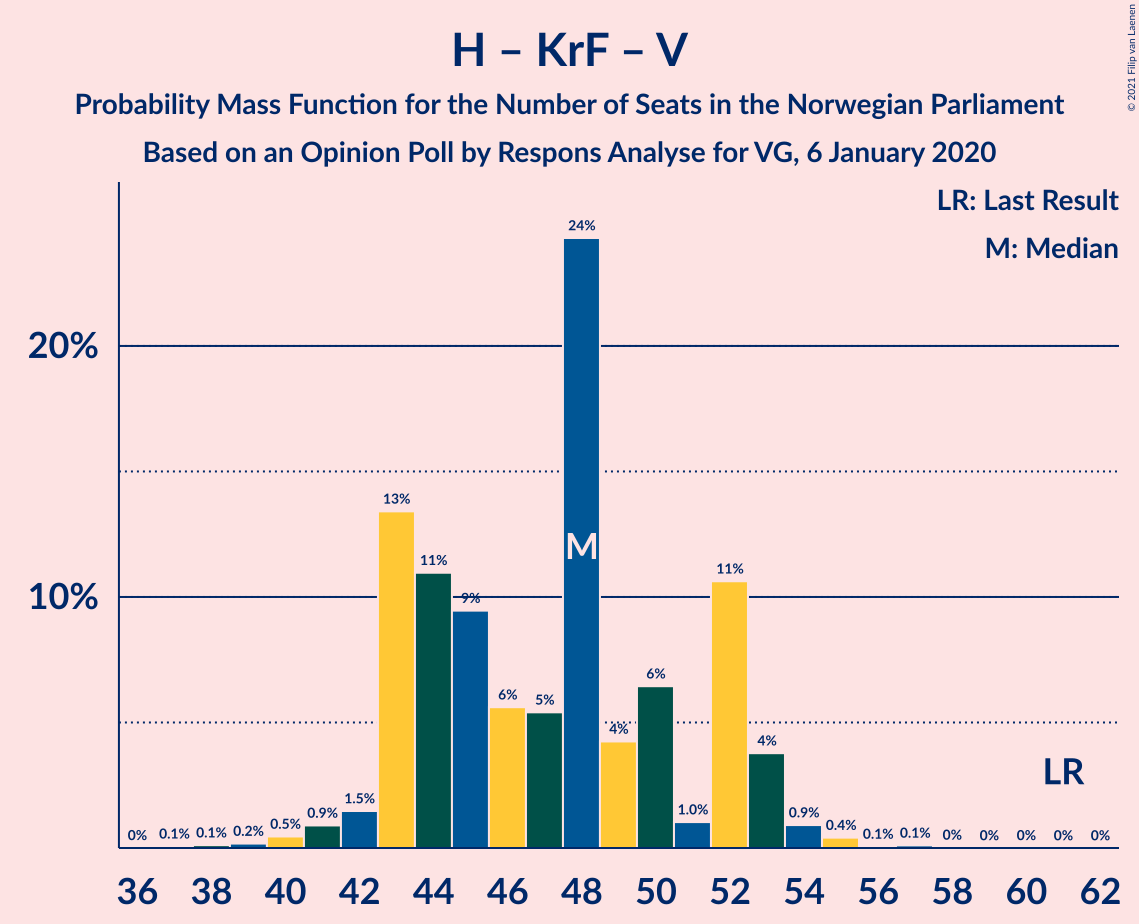 H – KrF – V
Probability Mass Function for the Number of Seats in the Norwegian Parliament
Based on an Opinion Poll by Respons Analyse for VG, 6 January 2020
© 2021 Filip van Laenen
LR: Last Result
M: Median
20%
10%
0% 0.1% 0.1% 0.2% 0.5% 0.9% 1.5% 13% 11% 9% 6% 5% 24% 4% 6% 1.0% 11% 4% 0.9% 0.4% 0.1% 0.1% 0% 0% 0% 0% 0%
M
LR
36 38 40 42 44 46 48 50 52 54 56 58 60 62